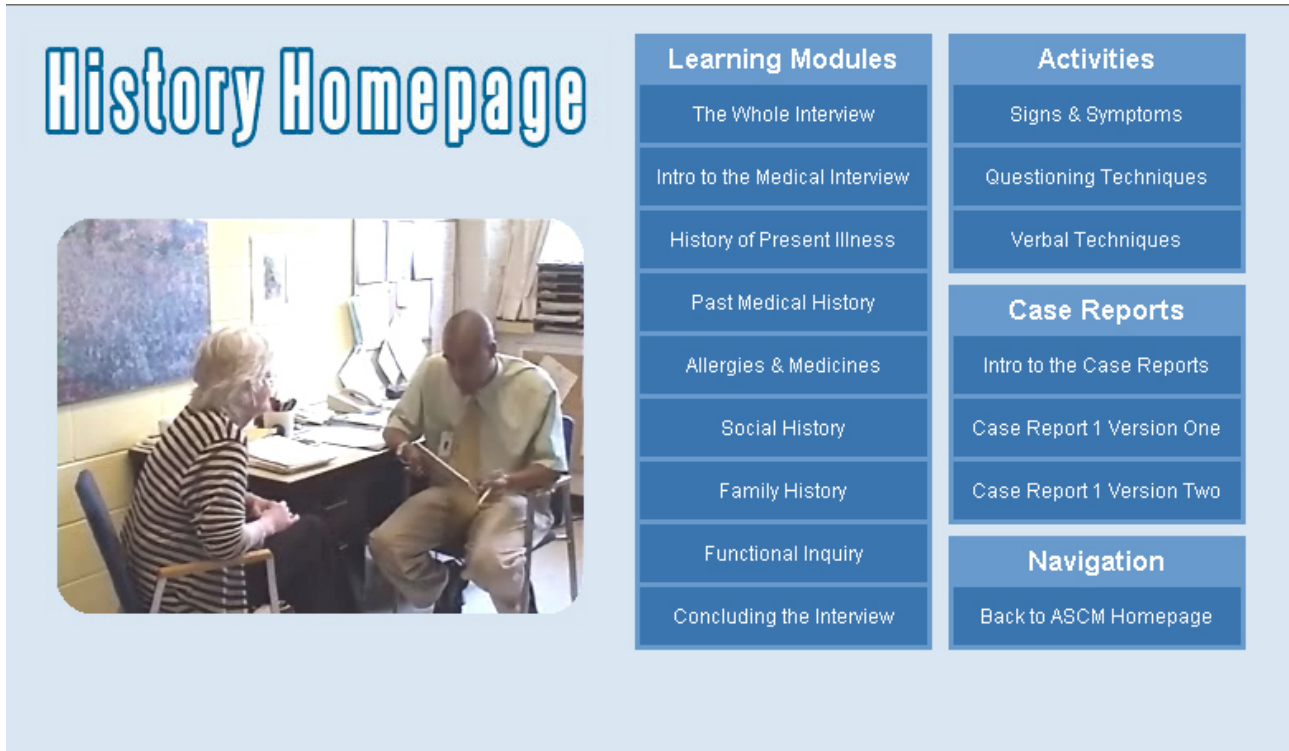 History Homepage
Learning Modules
The Whole Interview
Intro to the Medical Interview
History of Present Illness
Past Medical History
Allergies & Medicines
Social History
Family History
Functional Inquiry
Concluding the Interview
Activities
Signs & Symptoms
Questioning Techniques
Verbal Techniques
Case Reports
Intro to the Case Reports
Case Report 1 Version One
Case Report 1 Version Two
Navigation
Back to ASCM Homepage